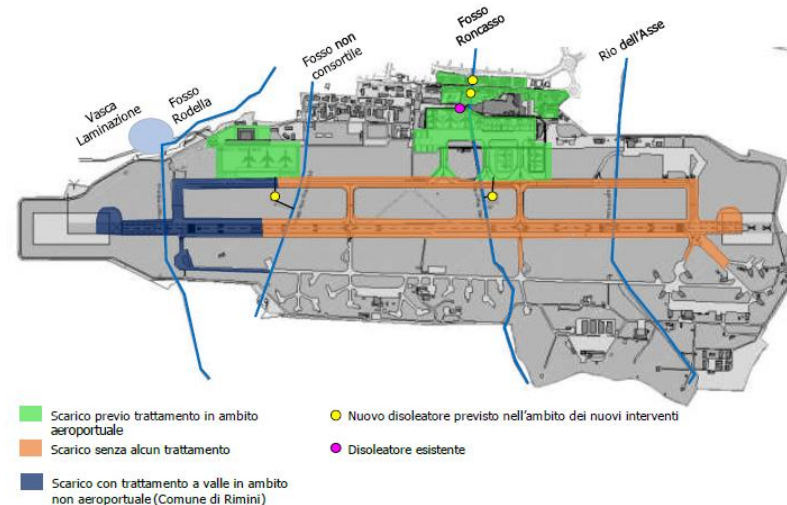 Fosso
Roncasso
Fosso non
consortile
Rio dell'Asse
Fosso
Rodella
Vasca
Laminazione
Scarico previo trattamento in ambito
aeroportuale
Scarico senza alcun trattamento
Scarico con trattamento a valle in ambito
non aeroportuale (Comune di Rimini)
Nuovo disoleatore previsto nell'ambito dei nuovi interventi
Disoleatore esistente